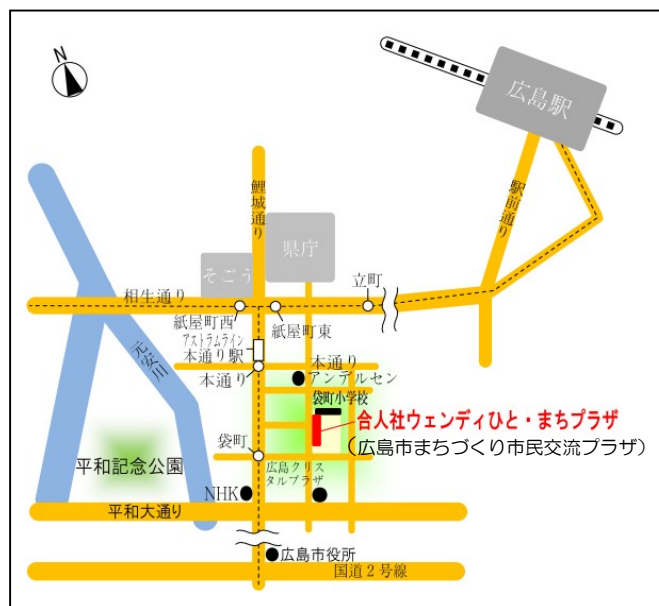 N
広島駅
鯉城通り
駅前通り
県庁
そごう
立町
相生通り
紙屋町西
紙屋町東
アストラムライン
本通り駅
本通り
本通り
アンデルセン
元安川
袋町小学校
合人社ウェンディひと・まちプラザ
(広島市まちづくり市民交流プラザ)
袋町
平和記念公園
広島クリス
タルプラザ
NHK
平和大通り
広島市役所
国道2号線